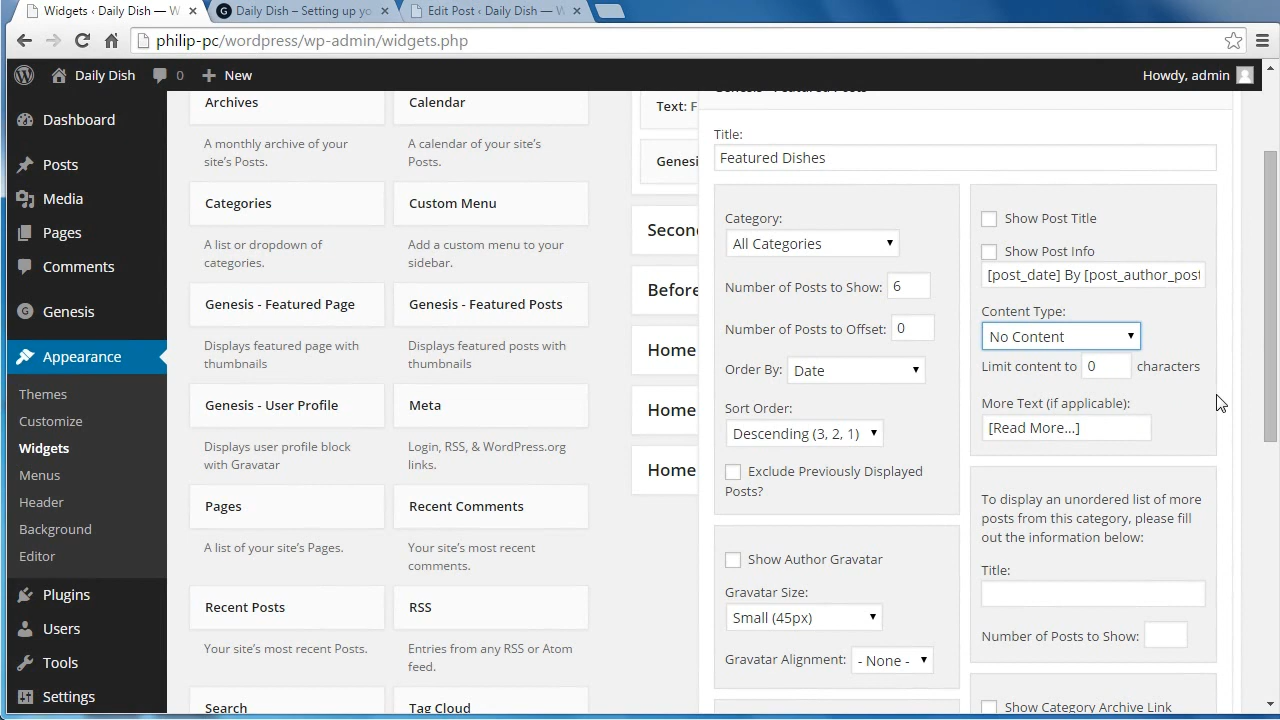 Widgets ‹ Daily Dish — W
Daily Dish – Setting up yo
Edit Post ‹ Daily Dish — W
philip-pc/wordpress/wp-admin/widgets.php
Daily Dish
0
New
Howdy, admin
Dashboard
Posts
Media
Pages
Comments
Genesis
Appearance
Themes
Customize
Widgets
Menus
Header
Background
Editor
Plugins
Users
Tools
Settings
Archives
A monthly archive of your
site's Posts.
Calendar
A calendar of your site's
Posts.
Categories
A list or dropdown of
categories.
Custom Menu
Add a custom menu to your
sidebar.
Genesis - Featured Page
Displays featured page with
thumbnails
Genesis - Featured Posts
Displays featured posts with
thumbnails
Genesis - User Profile
Displays user profile block
with Gravatar
Meta
Login, RSS, & WordPress.org
links.
Pages
A list of your site's Pages.
Recent Comments
Your site's most recent
comments.
Recent Posts
Your site's most recent Posts.
RSS
Entries from any RSS or Atom
feed.
Search
Tag Cloud
Text: F
Genesi
Second
Before
Home
Home
Home
Genesis - Featured Posts
Title:
Featured Dishes
Category:
All Categories
Number of Posts to Show: 6
Number of Posts to Offset: 0
Order By: Date
Sort Order:
Descending (3, 2, 1)
Exclude Previously Displayed
Posts?
Show Author Gravatar
Gravatar Size:
Small (45px)
Gravatar Alignment: - None -
Show Post Title
Show Post Info
[post_date] By [post_author_post
Content Type:
No Content
Limit content to 0 characters
More Text (if applicable):
[Read More...]
To display an unordered list of more
posts from this category, please fill
out the information below:
Title:
Number of Posts to Show:
Show Category Archive Link